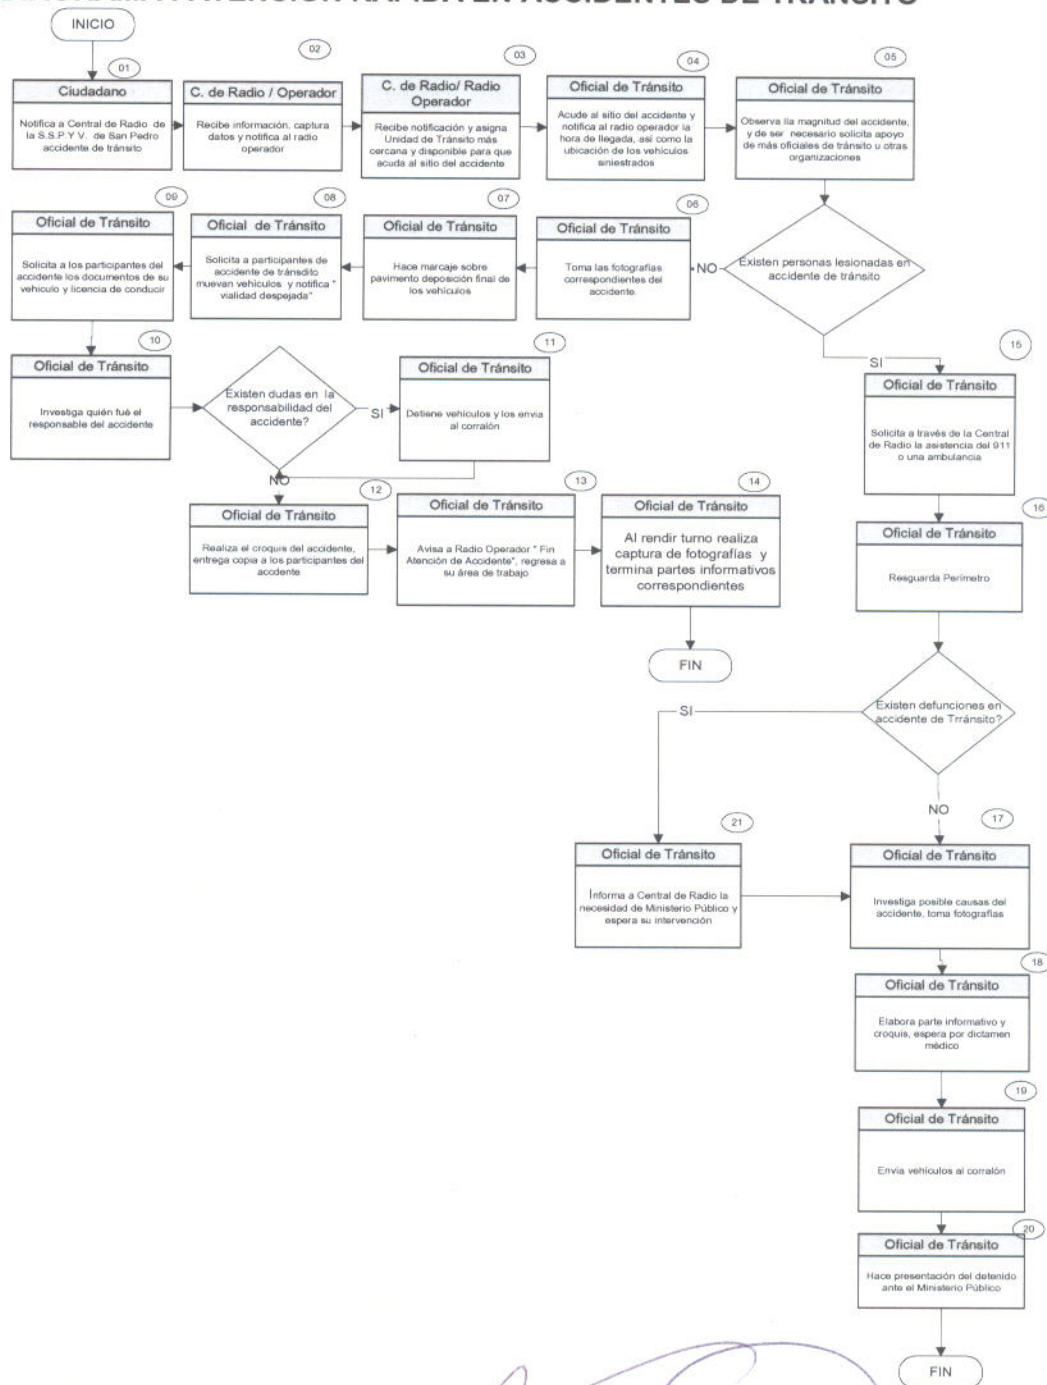 ATENCIÓN RÁPIDA EN ACCIDENTES DE TRÁNSITO
INICIO
01
Ciudadano
Notifica a Central de Radio de
la S.S.P.Y V. de San Pedro
accidente de tránsito
02
C. de Radio / Operador
Recibe información, captura
datos y notifica al radio
operador
03
C. de Radio/ Radio
Operador
Recibe notificación y asigna
Unidad de Tránsito más
cercana y disponible para que
acuda al sitio del accidente
04
Oficial de Tránsito
Acude al sitio del accidente y
notifica al radio operador la
hora de llegada, así como la
ubicación de los vehículos
siniestrados
05
Oficial de Tránsito
Observa lla magnitud del accidente,
y de ser necesario solicita apoyo
de más oficiales de tránsito u otras
organizaciones
Existen personas lesionadas en
accidente de tránsito
NO
06
Oficial de Tránsito
Toma las fotografías
correspondientes del
accidente.
07
Oficial de Tránsito
Hace marcaje sobre
pavimento deposición final de
los vehículos
08
Oficial de Tránsito
Solicita a participantes de
accidente de tránsdito
muevan vehículos y notifica "
vialidad despejada"
09
Oficial de Tránsito
Solicita a los participantes del
accidente los documentos de su
vehículo y licencia de conducir
10
Oficial de Tránsito
Investiga quién fué el
responsable del accidente
Existen dudas en la
responsabilidad del
accidente?
SI
11
Oficial de Tránsito
Detiene vehículos y los envia
al corralón
NO
12
Oficial de Tránsito
Realiza el croquis del accidente,
entrega copia a los participantes del
accidente
13
Oficial de Tránsito
Avisa a Radio Operador " Fin
Atención de Accidente", regresa a
su área de trabajo
14
Oficial de Tránsito
Al rendir turno realiza
captura de fotografías y
termina partes informativos
correspondientes
FIN
SI
15
Oficial de Tránsito
Solicita a través de la Central
de Radio la asistencia del 911
o una ambulancia
16
Oficial de Tránsito
Resguarda Perímetro
Existen defunciones en
accidente de Trránsito?
SI
NO
21
Oficial de Tránsito
Informa a Central de Radio la
necesidad de Ministerio Público y
espera su intervención
17
Oficial de Tránsito
Investiga posible causas del
accidente, toma fotografías
18
Oficial de Tránsito
Elabora parte informativo y
croquis, espera por dictamen
médico
19
Oficial de Tránsito
Envia vehículos al corralón
20
Oficial de Tránsito
Hace presentación del detenido
ante el Ministerio Público
FIN